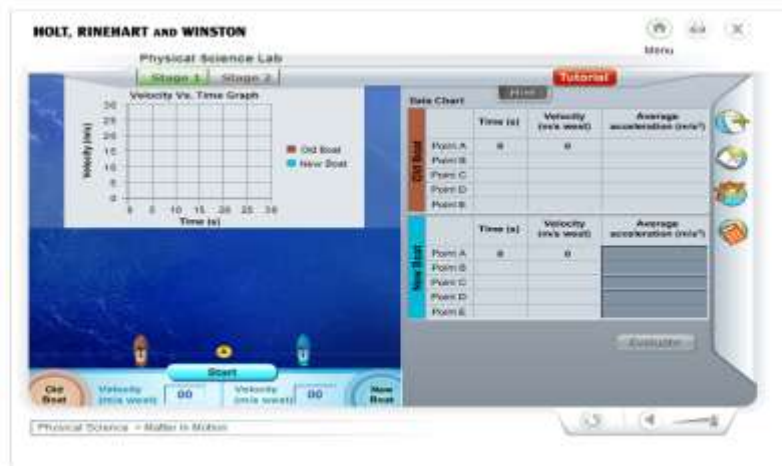 HOLT, RINEHART AND WINSTON
Menu
Physical Science Lab
Stage 1 Stage 2
Tutorial
Velocity Vs. Time Graph
Hint
Data Chart
30
25
20
15
10
5
0
Velocity (m/s)
0 5 10 15 20 25 30
Time (s)
Old Boat
New Boat
Old Boat
Time (s) Velocity (m/s west) Average acceleration (m/s²)
Point A 0 0
Point B
Point C
Point D
Point E
New Boat
Time (s) Velocity (m/s west) Average acceleration (m/s²)
Point A 0 0
Point B
Point C
Point D
Point E
Evaluate
A
Start
Old Boat
Velocity (m/s west) 00
Velocity (m/s west) 00
New Boat
Physical Science > Matter in Motion